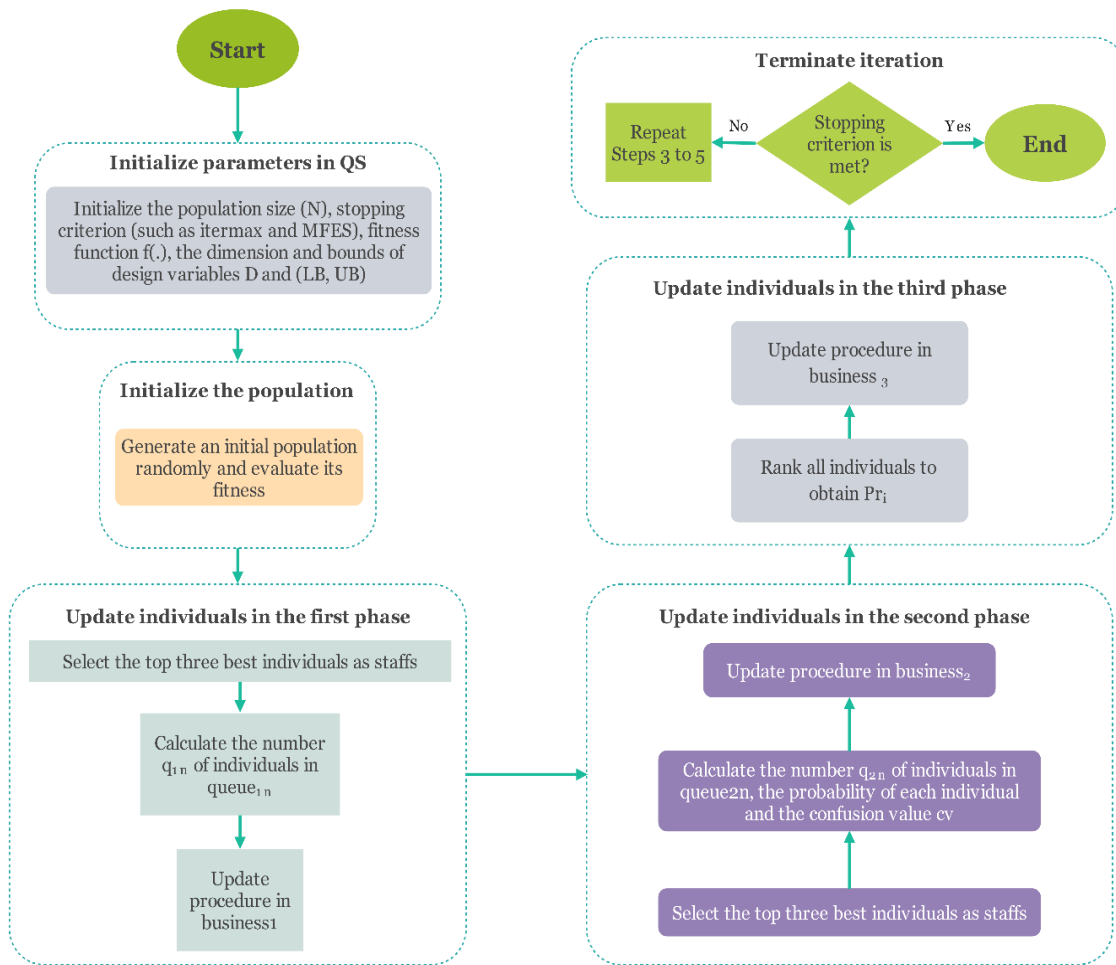 Start
Initialize parameters in QS
Initialize the population size (N), stopping
criterion (such as itermax and MFES), fitness
function f(.), the dimension and bounds of
design variables D and (LB, UB)
Initialize the population
Generate an initial population
randomly and evaluate its
fitness
Update individuals in the first phase
Select the top three best individuals as staffs
Calculate the number
q₁ₙ of individuals in
queue₁ₙ
Update
procedure in
business1
Update individuals in the second phase
Update procedure in business₂
Calculate the number q₂ₙ of individuals in
queue2n, the probability of each individual
and the confusion value cv
Select the top three best individuals as staffs
Update individuals in the third phase
Update procedure in
business ₃
Rank all individuals to
obtain Prᵢ
Terminate iteration
Repeat
Steps 3 to 5
No
Stopping
criterion is
met?
Yes
End